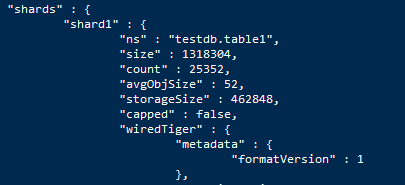 "shards" : {
"shard1" : {
"ns" : "testdb.table1",
"size" : 1318304,
"count" : 25352,
"avgObjSize" : 52,
"storageSize" : 462848,
"capped" : false,
"wiredTiger" : {
"metadata" : {
"formatVersion" : 1
},